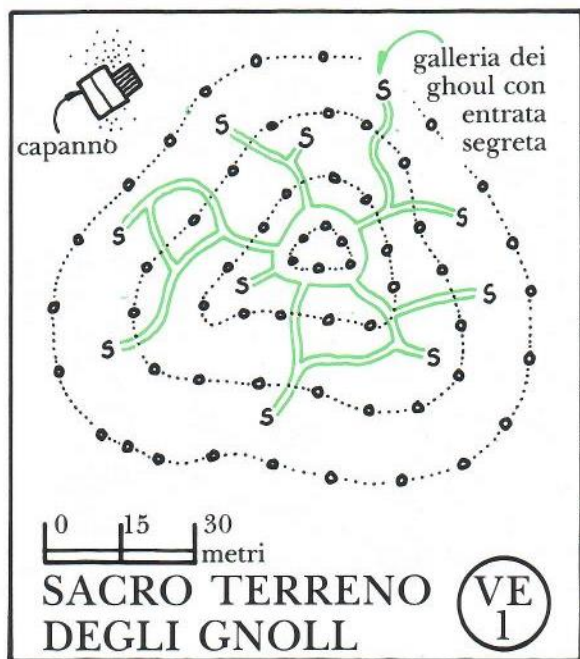 capanno
galleria dei
ghoul con
entrata
segreta
S
S
S
S
S
S
S
S
S
S
0 15 30
metri
SACRO TERRENO
DEGLI GNOLL
VE
1